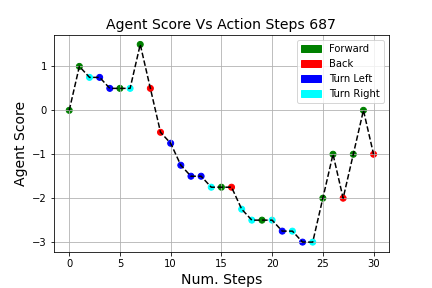 Agent Score Vs Action Steps 687
Forward
Back
Turn Left
Turn Right
Agent Score
1
0
−1
−2
−3
0 5 10 15 20 25 30
Num. Steps